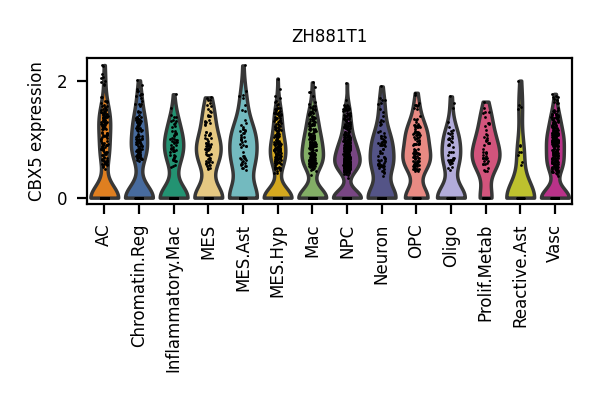 ZH881T1
CBX5 expression
2
0
AC
Chromatin.Reg
Inflammatory.Mac
MES
MES.Ast
MES.Hyp
Mac
NPC
Neuron
OPC
Oligo
Prolif.Metab
Reactive.Ast
Vasc